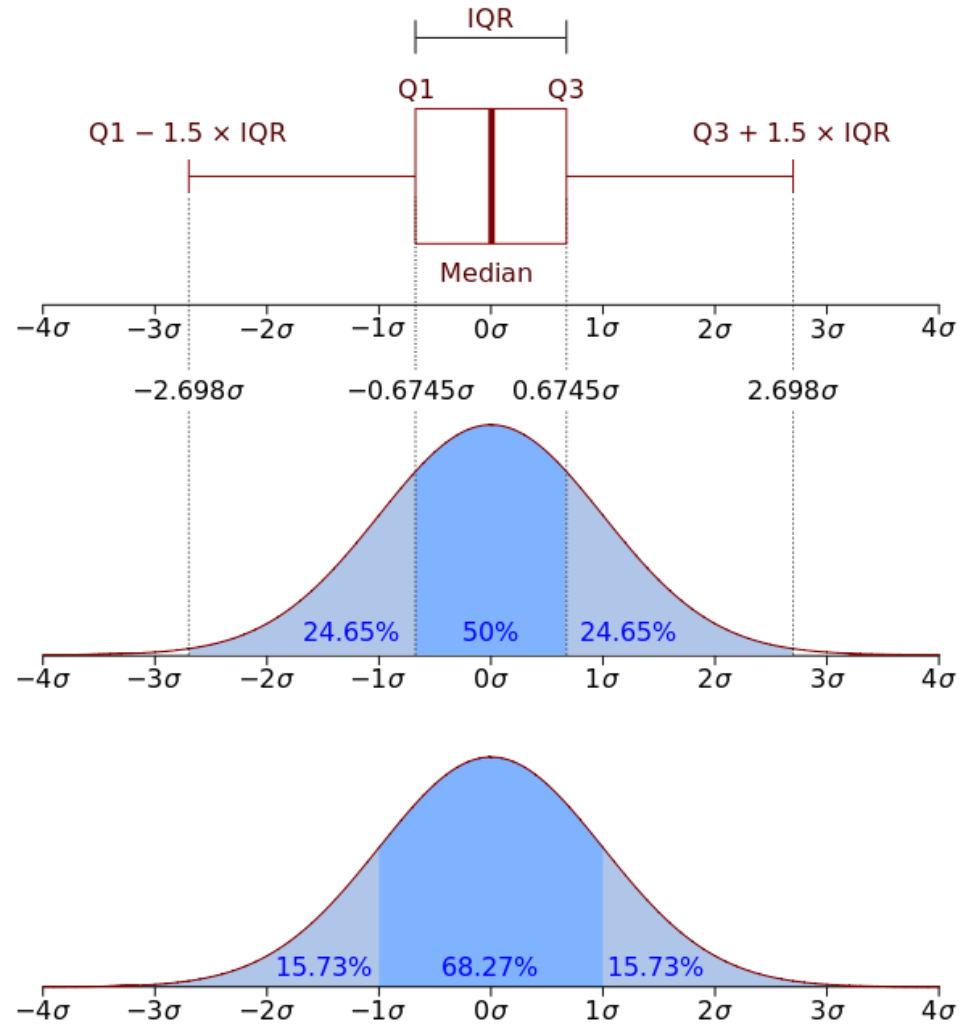 IQR
Q1 Q3
Q1 − 1.5 × IQR Q3 + 1.5 × IQR
Median
−4σ −3σ −2σ −1σ 0σ 1σ 2σ 3σ 4σ
−2.698σ −0.6745σ 0.6745σ 2.698σ
24.65% 50% 24.65%
−4σ −3σ −2σ −1σ 0σ 1σ 2σ 3σ 4σ
15.73% 68.27% 15.73%
−4σ −3σ −2σ −1σ 0σ 1σ 2σ 3σ 4σ